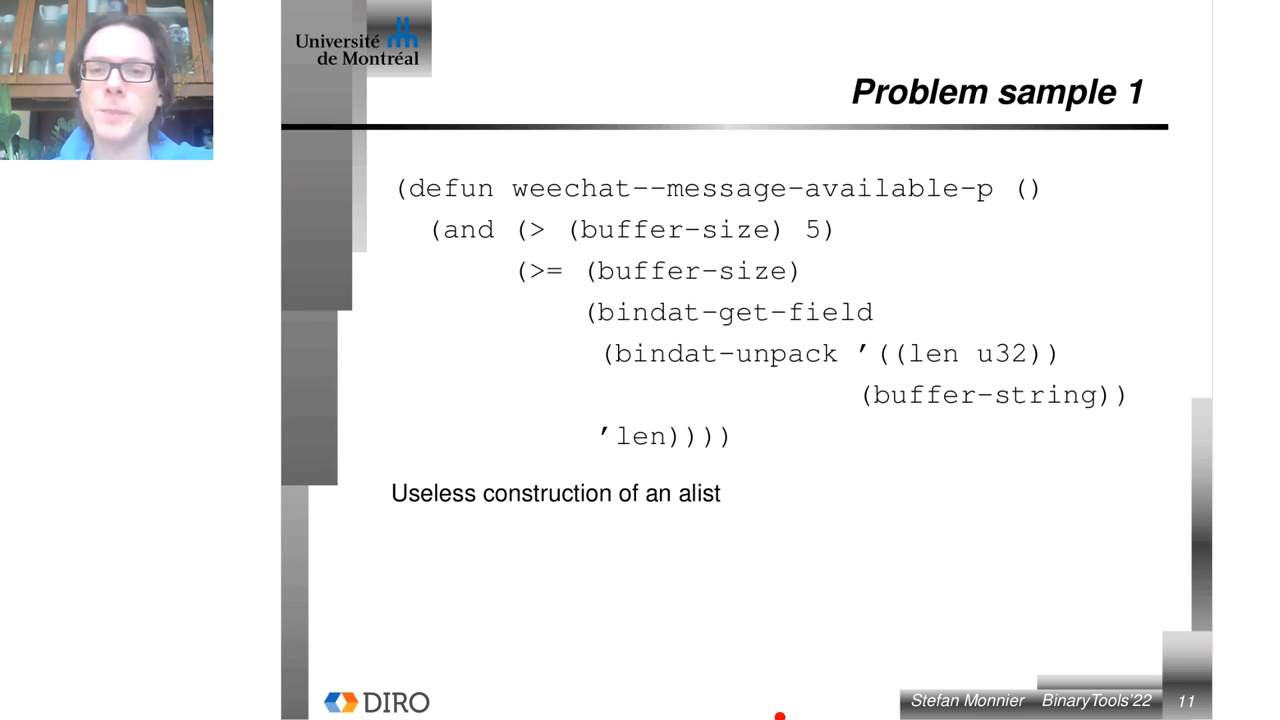 Université
de Montréal
Problem sample 1
(defun weechat--message-available-p ()
  (and (> (buffer-size) 5)
       (>= (buffer-size)
           (bindat-get-field
            (bindat-unpack ’((len u32))
                           (buffer-string))
            ’len))))
Useless construction of an alist
DIRO
Stefan Monnier BinaryTools’22 11